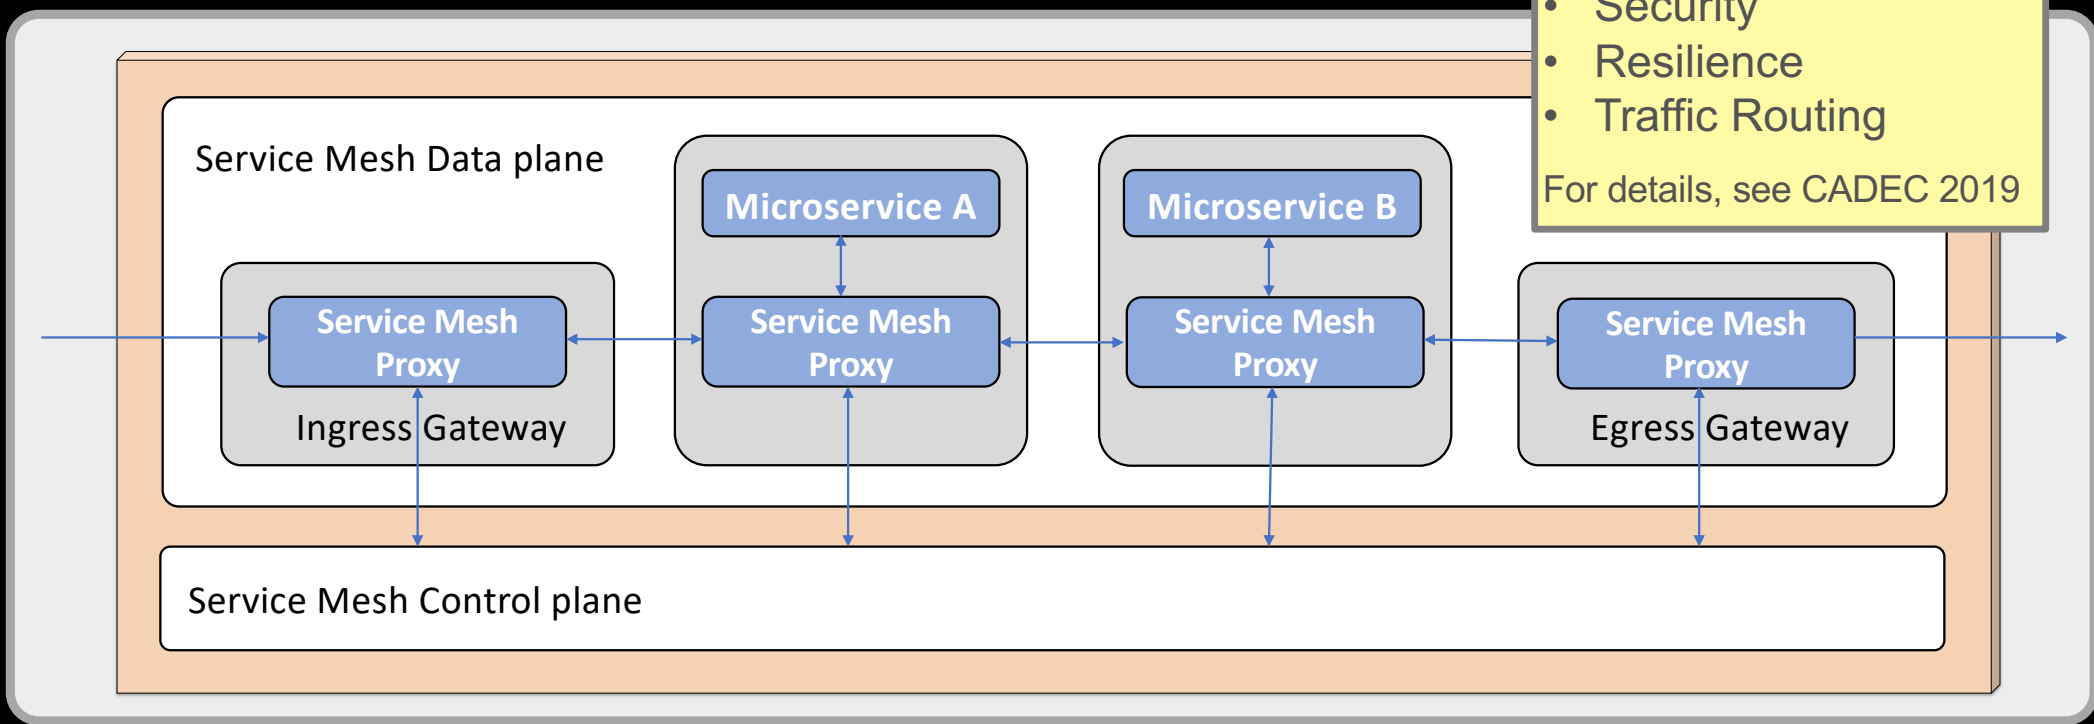 • Security
• Resilience
• Traffic Routing
For details, see CADEC 2019
Service Mesh Data plane
Microservice A
Microservice B
Service Mesh
Proxy
Service Mesh
Proxy
Service Mesh
Proxy
Service Mesh
Proxy
Ingress Gateway
Egress Gateway
Service Mesh Control plane